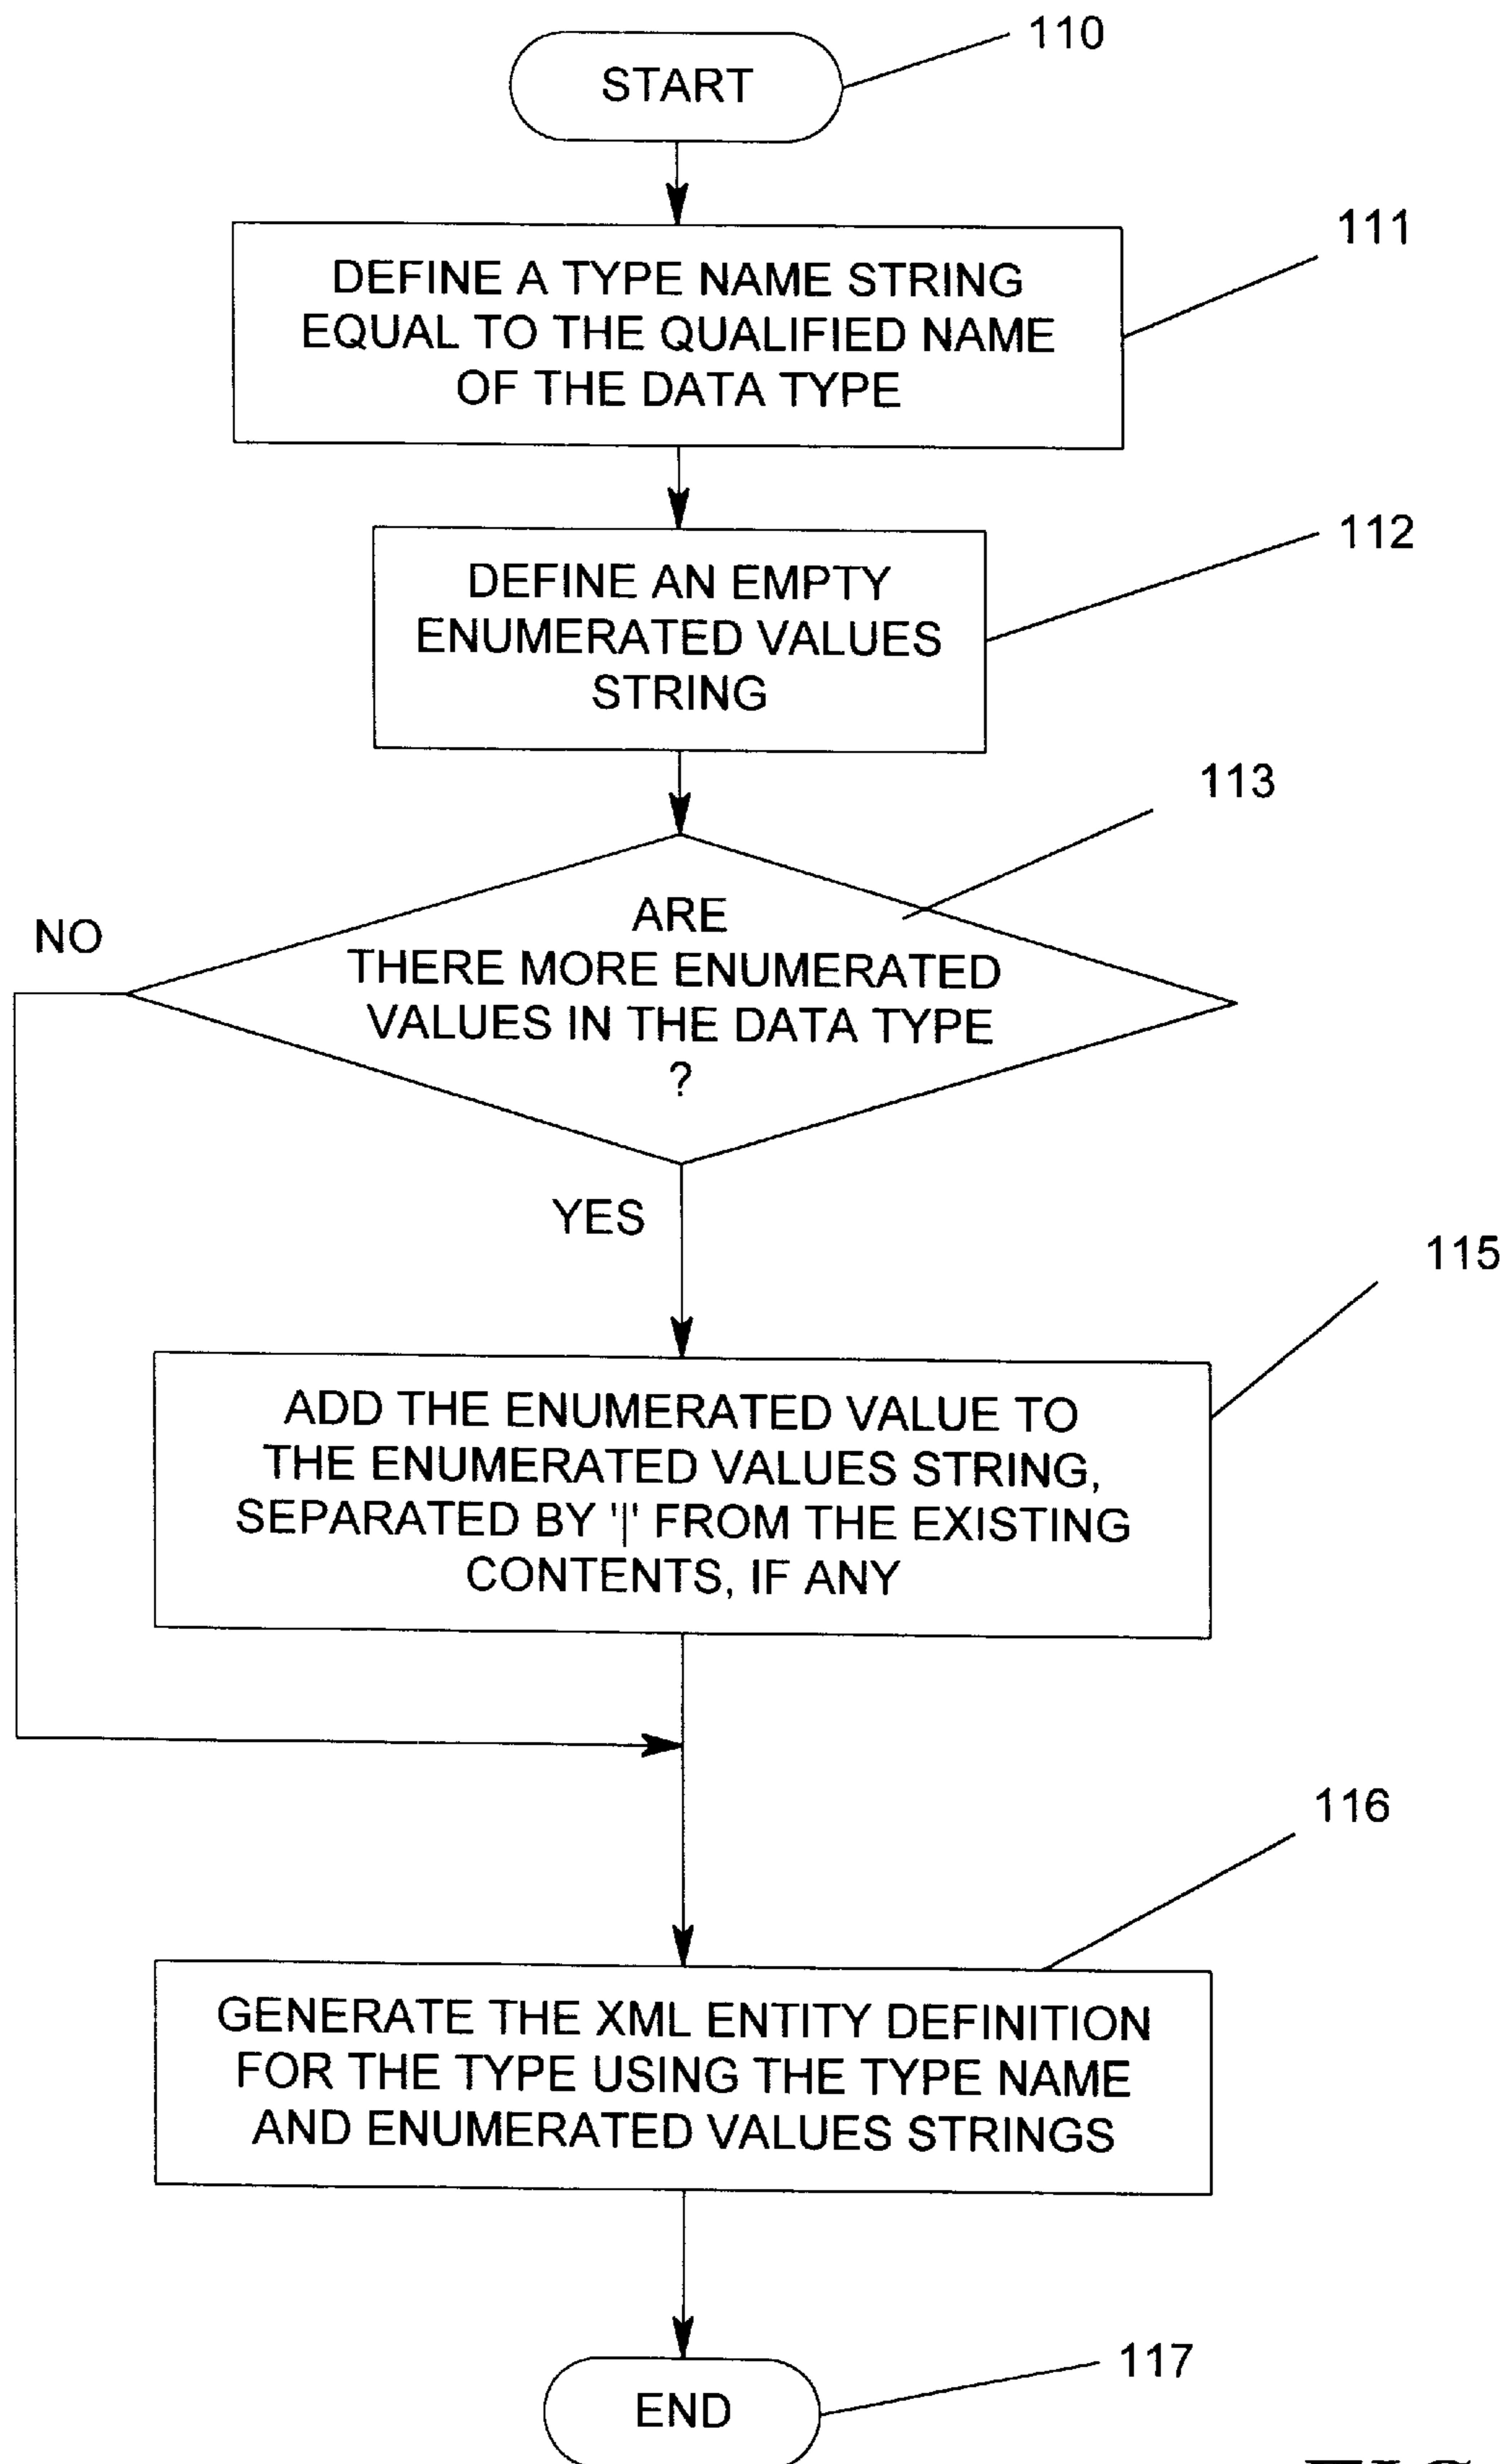 110
START
111
DEFINE A TYPE NAME STRING
EQUAL TO THE QUALIFIED NAME
OF THE DATA TYPE
112
DEFINE AN EMPTY
ENUMERATED VALUES
STRING
113
NO
ARE
THERE MORE ENUMERATED
VALUES IN THE DATA TYPE
?
YES
115
ADD THE ENUMERATED VALUE TO
THE ENUMERATED VALUES STRING,
SEPARATED BY '|' FROM THE EXISTING
CONTENTS, IF ANY
116
GENERATE THE XML ENTITY DEFINITION
FOR THE TYPE USING THE TYPE NAME
AND ENUMERATED VALUES STRINGS
117
END